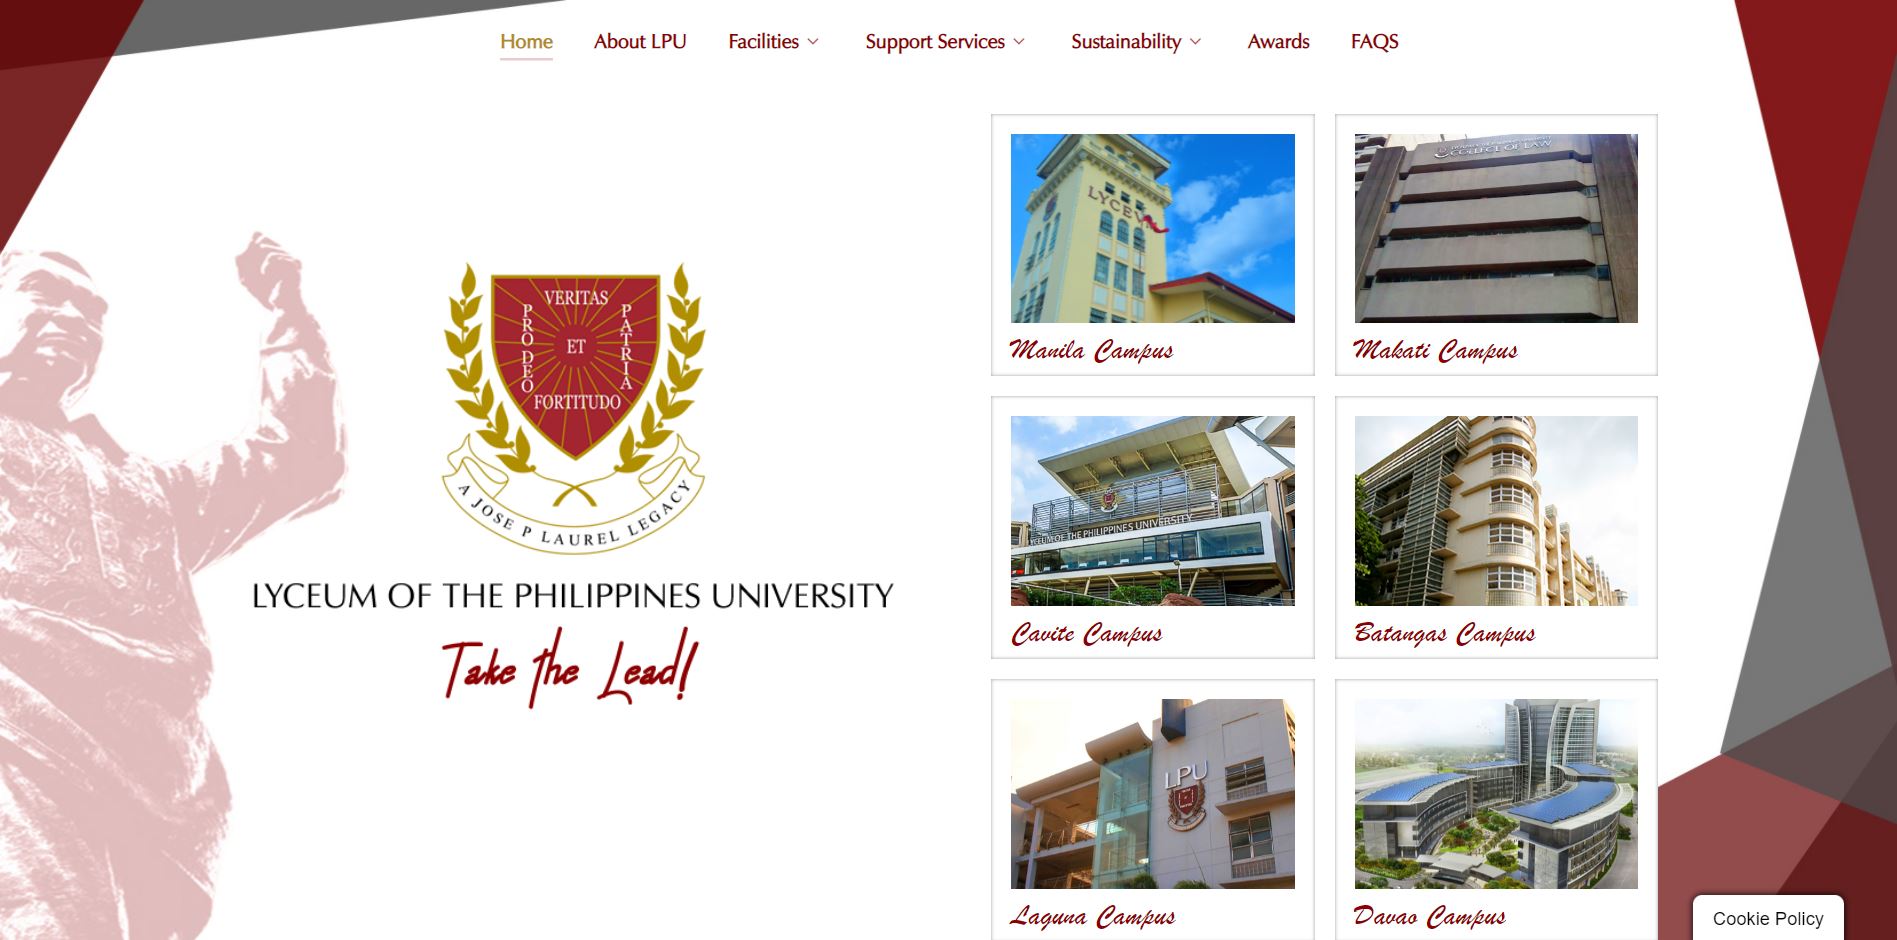 Home About LPU Facilities Support Services Sustainability Awards FAQS
VERITAS
PRO DEO
ET
PATRIA
FORTITUDO
A JOSE P LAUREL LEGACY
LYCEUM OF THE PHILIPPINES UNIVERSITY
Take the Lead!
LYCEVM
Manila Campus
COLLEGE OF LAW
Makati Campus
LYCEUM OF THE PHILIPPINES UNIVERSITY
Cavite Campus
Batangas Campus
LPU
Laguna Campus
Davao Campus
Cookie Policy